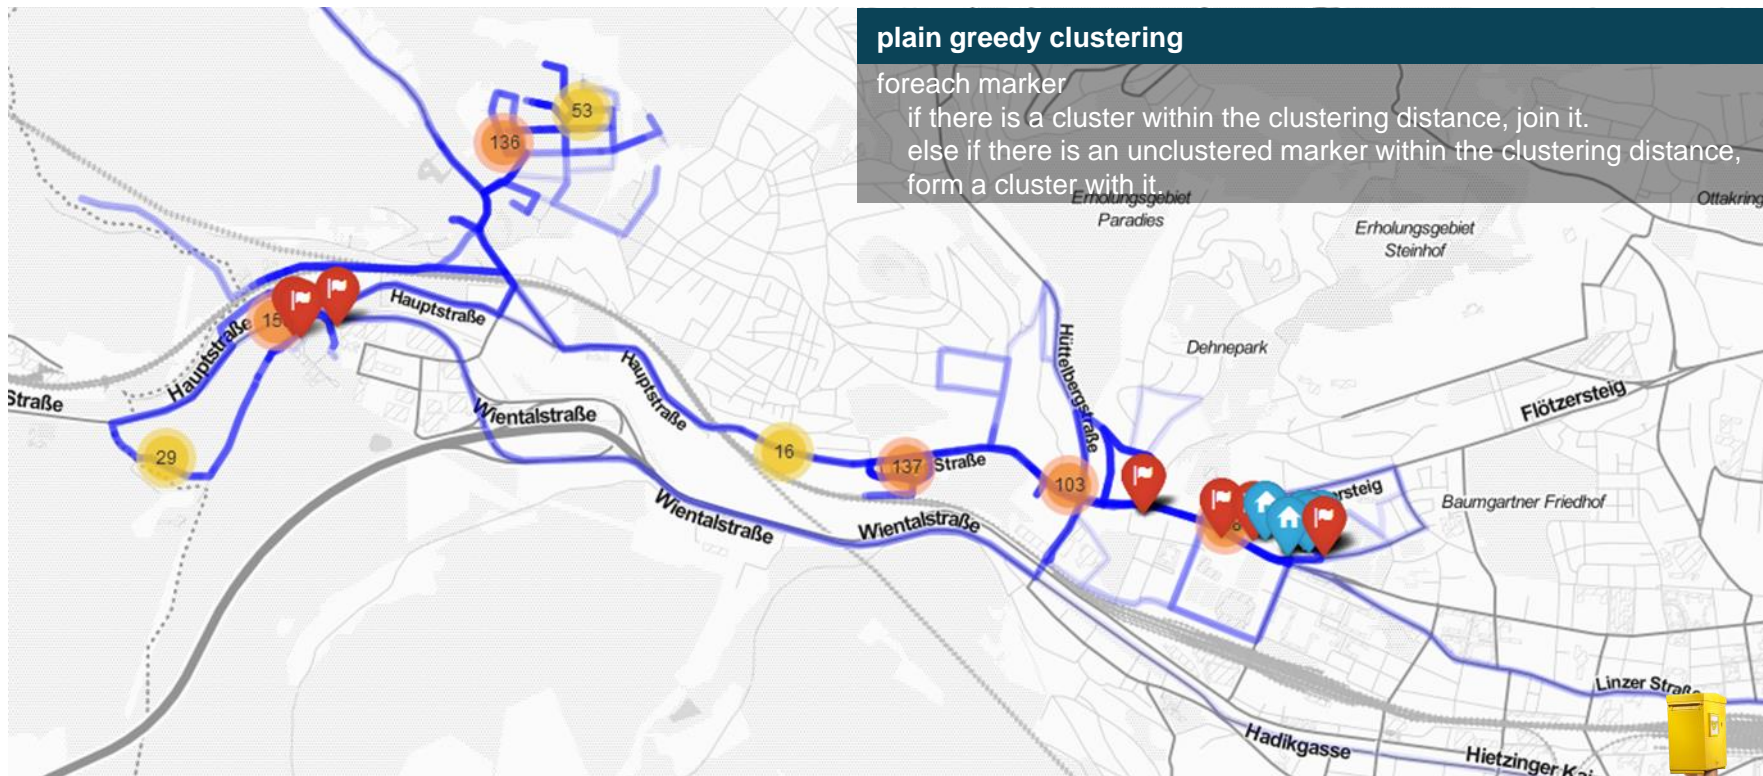 plain greedy clustering
foreach marker
if there is a cluster within the clustering distance, join it.
else if there is an unclustered marker within the clustering distance,
form a cluster with it.
53
136
Erholungsgebiet
Paradies
Ottakring
Erholungsgebiet
Steinhof
Hauptstraße
Hauptstraße
Dehnepark
Hüttelbergstraße
Hauptstraße
Straße
Wientalstraße
Flötzersteig
29
16
137
Straße
103
ersteig
Baumgartner Friedhof
Wientalstraße
Wientalstraße
Linzer Straße
Hadikgasse
Hietzinger Kai